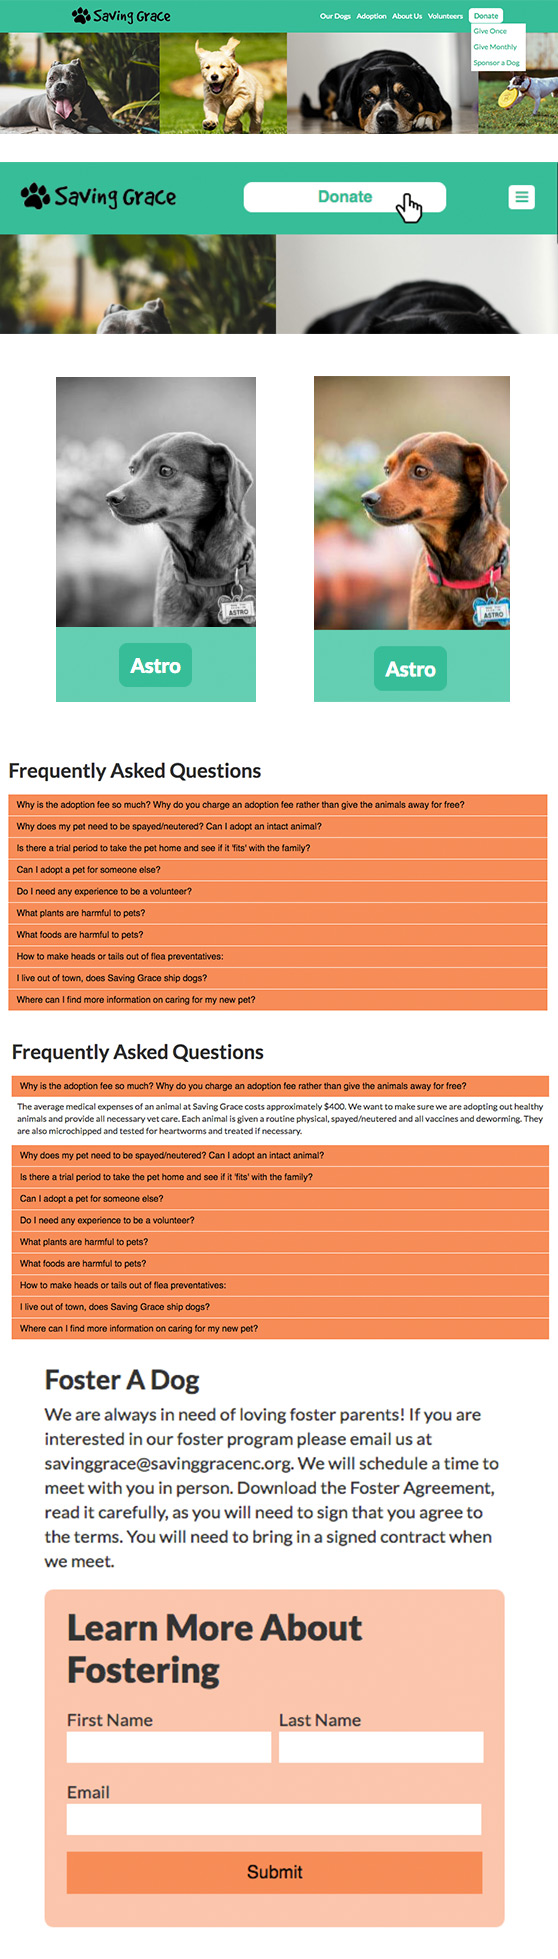 Saving Grace
Our Dogs Adoption About Us Volunteers Donate
Give Once
Give Monthly
Sponsor a Dog
Saving Grace
Donate
ASTRO
ASTRO
Astro
Astro
Frequently Asked Questions
Why is the adoption fee so much? Why do you charge an adoption fee rather than give the animals away for free?
Why does my pet need to be spayed/neutered? Can I adopt an intact animal?
Is there a trial period to take the pet home and see if it 'fits' with the family?
Can I adopt a pet for someone else?
Do I need any experience to be a volunteer?
What plants are harmful to pets?
What foods are harmful to pets?
How to make heads or tails out of flea preventatives:
I live out of town, does Saving Grace ship dogs?
Where can I find more information on caring for my new pet?
Frequently Asked Questions
Why is the adoption fee so much? Why do you charge an adoption fee rather than give the animals away for free?
The average medical expenses of an animal at Saving Grace costs approximately $400. We want to make sure we are adopting out healthy
animals and provide all necessary vet care. Each animal is given a routine physical, spayed/neutered and all vaccines and deworming. They
are also microchipped and tested for heartworms and treated if necessary.
Why does my pet need to be spayed/neutered? Can I adopt an intact animal?
Is there a trial period to take the pet home and see if it 'fits' with the family?
Can I adopt a pet for someone else?
Do I need any experience to be a volunteer?
What plants are harmful to pets?
What foods are harmful to pets?
How to make heads or tails out of flea preventatives:
I live out of town, does Saving Grace ship dogs?
Where can I find more information on caring for my new pet?
Foster A Dog
We are always in need of loving foster parents! If you are
interested in our foster program please email us at
savinggrace@savinggracenc.org. We will schedule a time to
meet with you in person. Download the Foster Agreement,
read it carefully, as you will need to sign that you agree to
the terms. You will need to bring in a signed contract when
we meet.
Learn More About
Fostering
First Name Last Name
Email
Submit